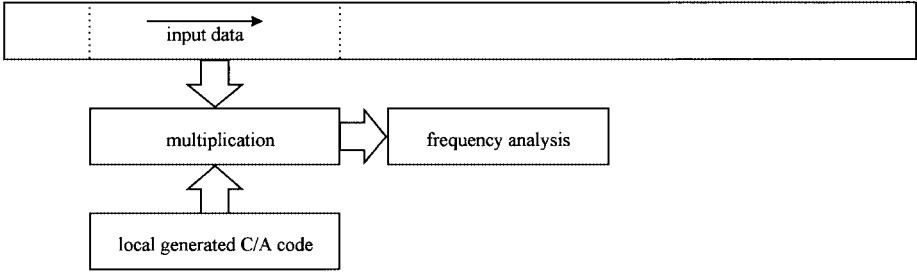 input data
multiplication
frequency analysis
local generated C/A code